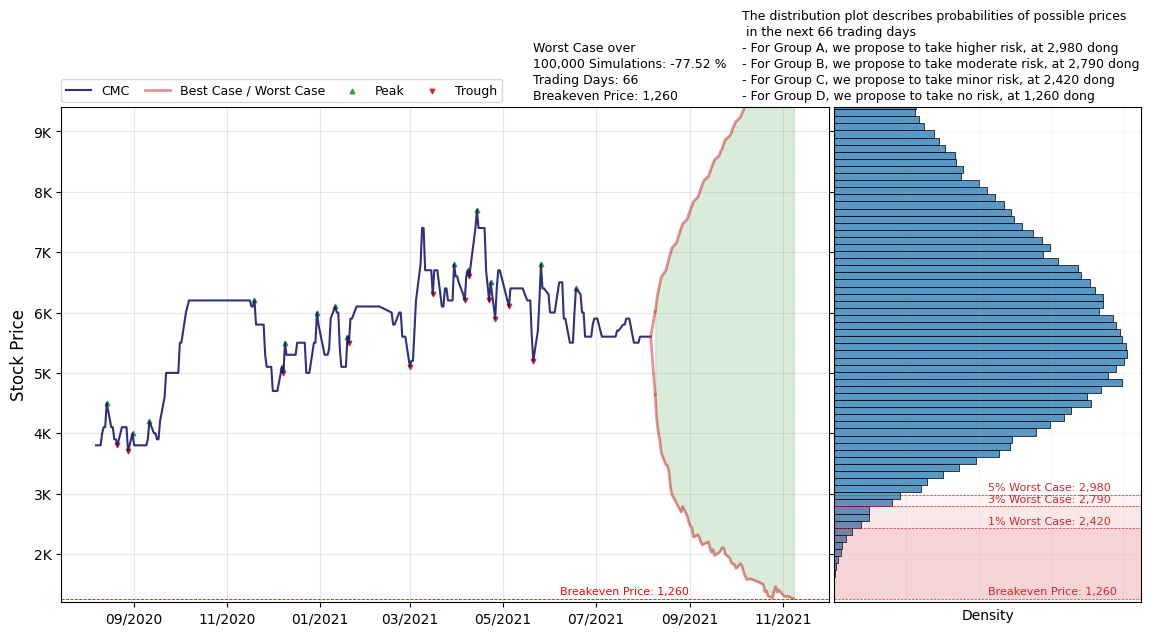 The distribution plot describes probabilities of possible prices
in the next 66 trading days
- For Group A, we propose to take higher risk, at 2,980 dong
- For Group B, we propose to take moderate risk, at 2,790 dong
- For Group C, we propose to take minor risk, at 2,420 dong
- For Group D, we propose to take no risk, at 1,260 dong
Worst Case over
100,000 Simulations: -77.52 %
Trading Days: 66
Breakeven Price: 1,260
CMC
Best Case / Worst Case
Peak
Trough
Stock Price
9K
8K
7K
6K
5K
4K
3K
2K
Breakeven Price: 1,260
09/2020
11/2020
01/2021
03/2021
05/2021
07/2021
09/2021
11/2021
5% Worst Case: 2,980
3% Worst Case: 2,790
1% Worst Case: 2,420
Breakeven Price: 1,260
Density